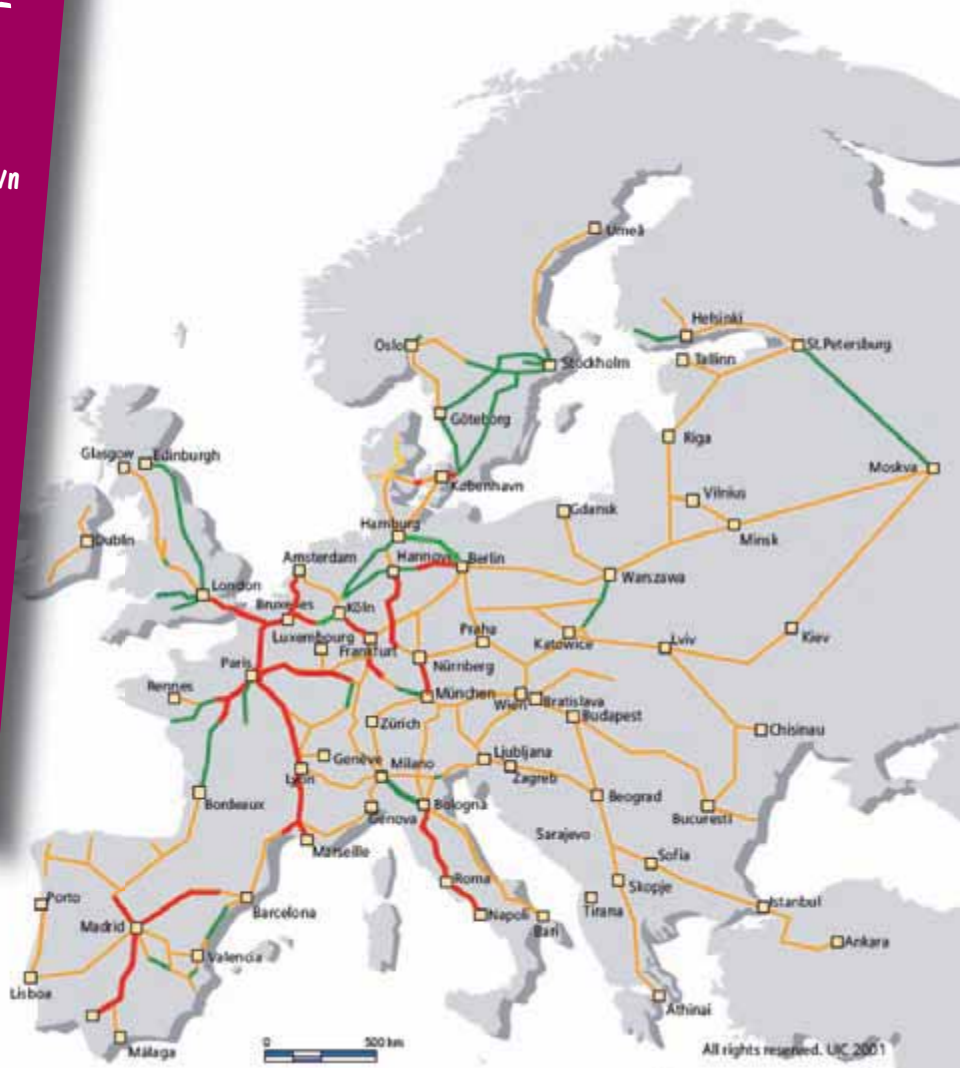 Umeå
Helsinki
Oslo
St.Petersburg
Stockholm
Tallinn
Göteborg
Riga
Glasgow
Edinburgh
Moskva
København
Vilnius
Gdansk
Hamburg
Minsk
Dublin
Amsterdam
Hannover
Berlin
Warszawa
London
Bruxelles
Köln
Luxembourg
Frankfurt
Praha
Katowice
Lviv
Kiev
Paris
Nürnberg
Rennes
München
Wien
Bratislava
Budapest
Zürich
Chisinau
Genève
Milano
Ljubljana
Lyon
Zagreb
Bordeaux
Genova
Bologna
Beograd
Bucuresti
Sarajevo
Marseille
Sofia
Roma
Skopje
Porto
Barcelona
Napoli
Tirana
Istanbul
Madrid
Bari
Ankara
Valencia
Lisboa
Athinai
Málaga
0 500 km
All rights reserved. UIC 2001